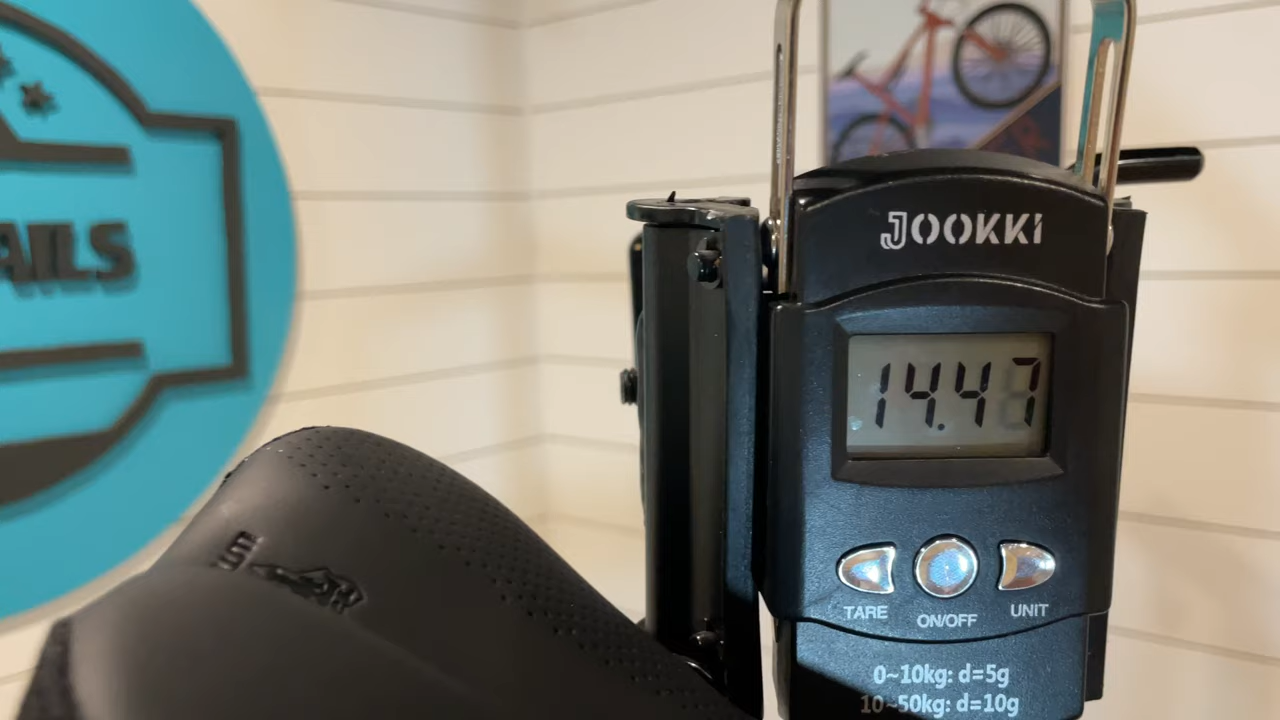 AILS
JOOKKI
14.47
TARE
ON/OFF
UNIT
0~10kg: d=5g
10~50kg: d=10g